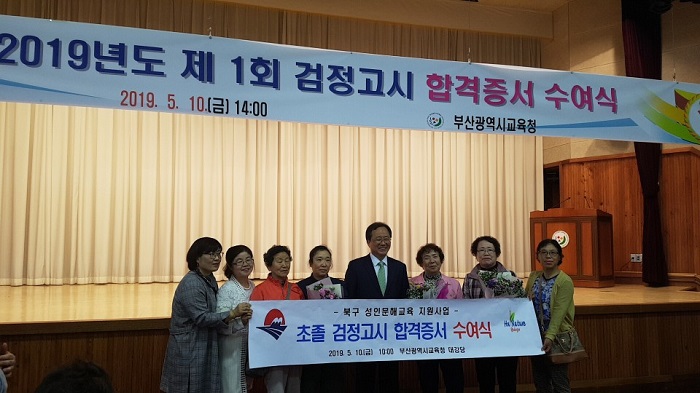 2019년도 제 1회 검정고시 합격증서 수여식
2019. 5. 10.(금) 14:00
부산광역시교육청
- 북구 성인문해교육 지원사업 -
초졸 검정고시 합격증서 수여식
2019. 5. 10.(금) 10:00 부산광역시교육청 대강당